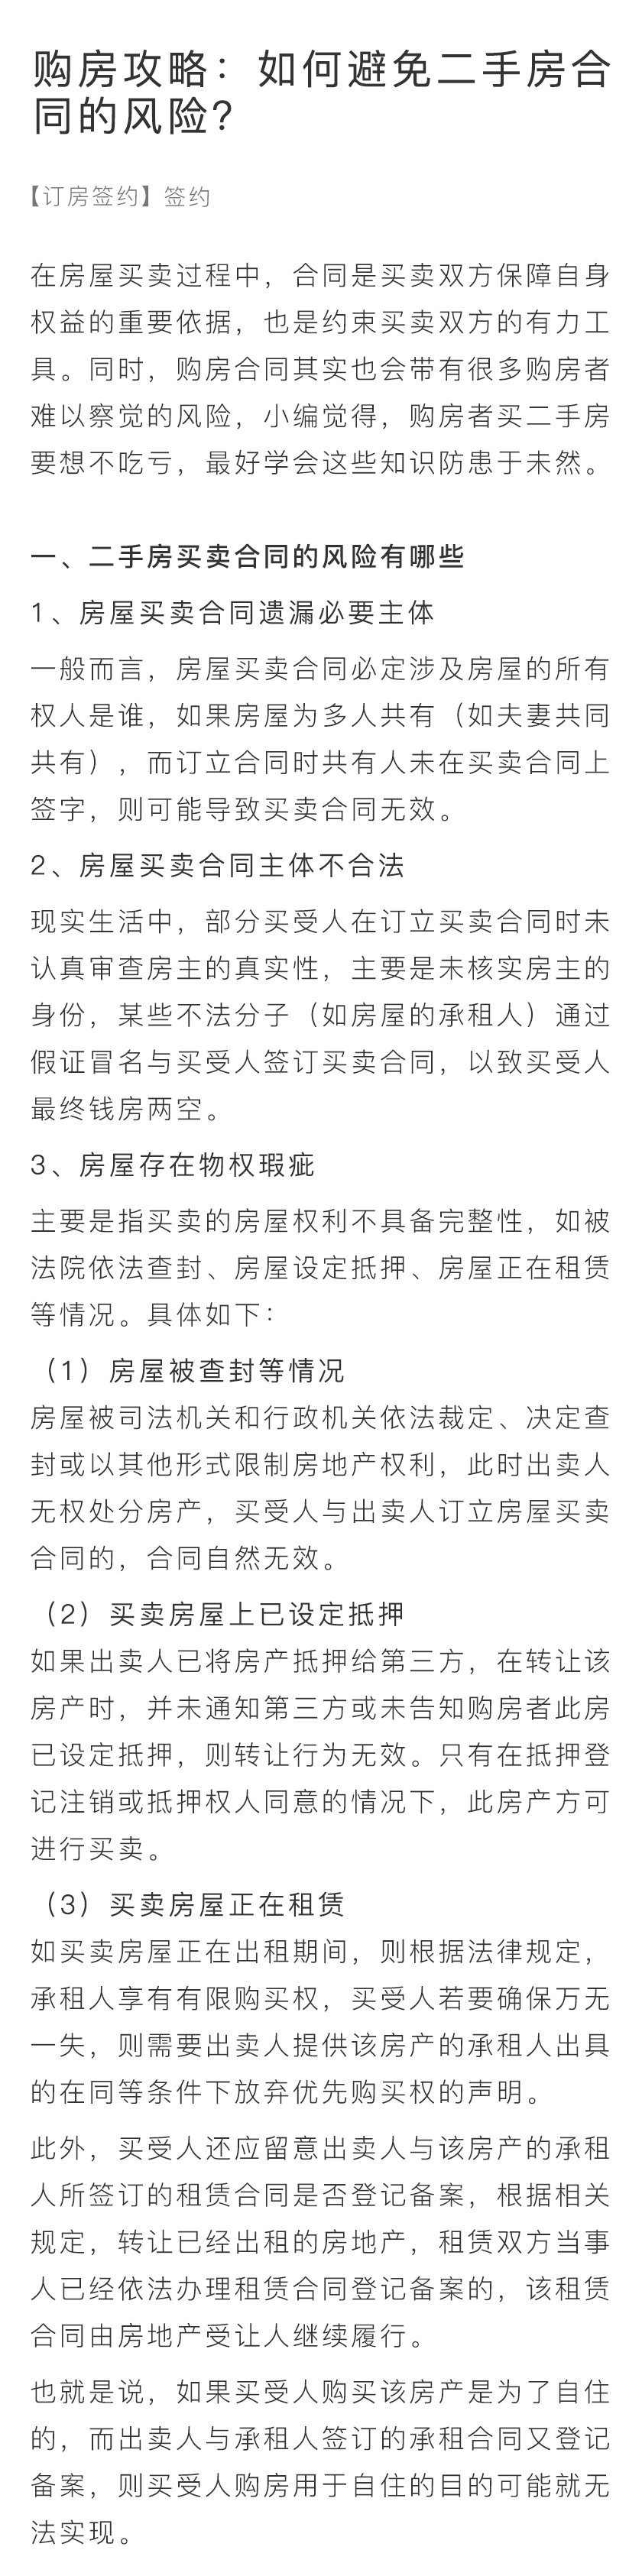 购房攻略：如何避免二手房合
同的风险？
【订房签约】签约
在房屋买卖过程中，合同是买卖双方保障自身
权益的重要依据，也是约束买卖双方的有力工
具。同时，购房合同其实也会带有很多购房者
难以察觉的风险，小编觉得，购房者买二手房
要想不吃亏，最好学会这些知识防患于未然。
一、二手房买卖合同的风险有哪些
1、房屋买卖合同遗漏必要主体
一般而言，房屋买卖合同必定涉及房屋的所有
权人是谁，如果房屋为多人共有（如夫妻共同
共有），而订立合同时共有人未在买卖合同上
签字，则可能导致买卖合同无效。
2、房屋买卖合同主体不合法
现实生活中，部分买受人在订立买卖合同时未
认真审查房主的真实性，主要是未核实房主的
身份，某些不法分子（如房屋的承租人）通过
假证冒名与买受人签订买卖合同，以致买受人
最终钱房两空。
3、房屋存在物权瑕疵
主要是指买卖的房屋权利不具备完整性，如被
法院依法查封、房屋设定抵押、房屋正在租赁
等情况。具体如下：
（1）房屋被查封等情况
房屋被司法机关和行政机关依法裁定、决定查
封或以其他形式限制房地产权利，此时出卖人
无权处分房产，买受人与出卖人订立房屋买卖
合同的，合同自然无效。
（2）买卖房屋上已设定抵押
如果出卖人已将房产抵押给第三方，在转让该
房产时，并未通知第三方或未告知购房者此房
已设定抵押，则转让行为无效。只有在抵押登
记注销或抵押权人同意的情况下，此房产方可
进行买卖。
（3）买卖房屋正在租赁
如买卖房屋正在出租期间，则根据法律规定，
承租人享有有限购买权，买受人若要确保万无
一失，则需要出卖人提供该房产的承租人出具
的在同等条件下放弃优先购买权的声明。
此外，买受人还应留意出卖人与该房产的承租
人所签订的租赁合同是否登记备案，根据相关
规定，转让已经出租的房地产，租赁双方当事
人已经依法办理租赁合同登记备案的，该租赁
合同由房地产受让人继续履行。
也就是说，如果买受人购买该房产是为了自住
的，而出卖人与承租人签订的承租合同又登记
备案，则买受人购房用于自住的目的可能就无
法实现。